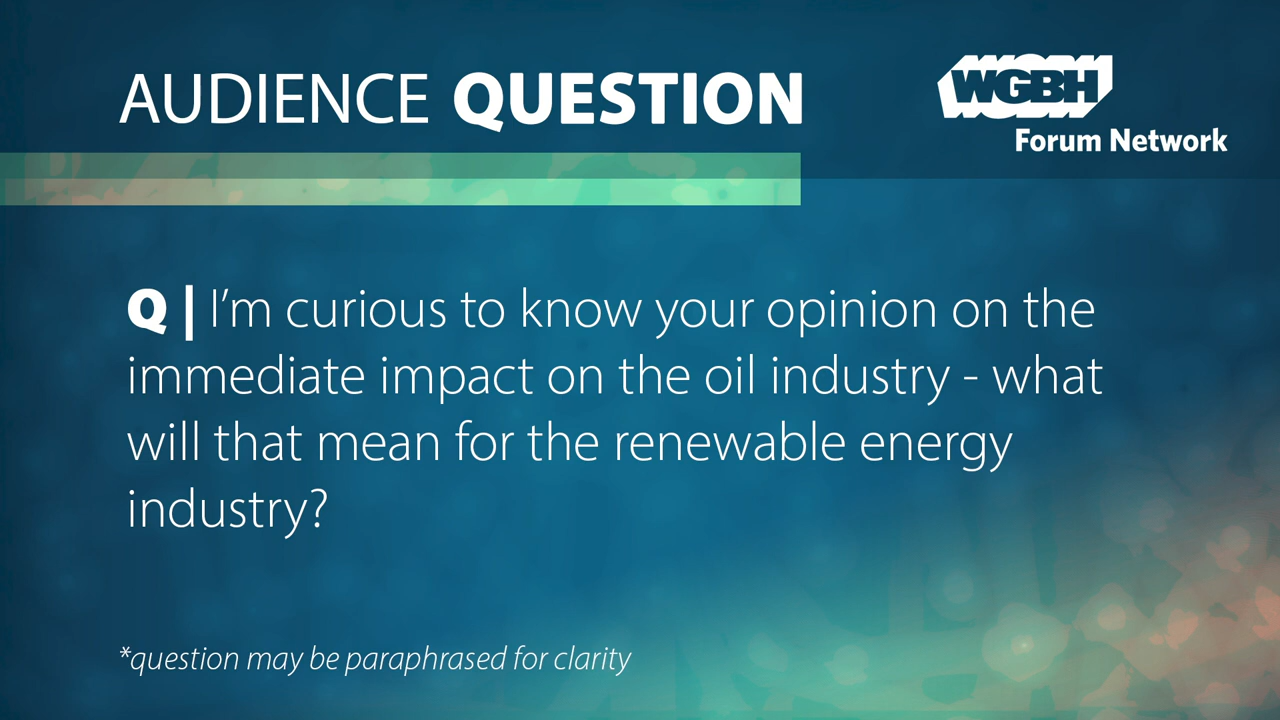 AUDIENCE QUESTION
WGBH
Forum Network
Q | I’m curious to know your opinion on the
immediate impact on the oil industry - what
will that mean for the renewable energy
industry?
*question may be paraphrased for clarity